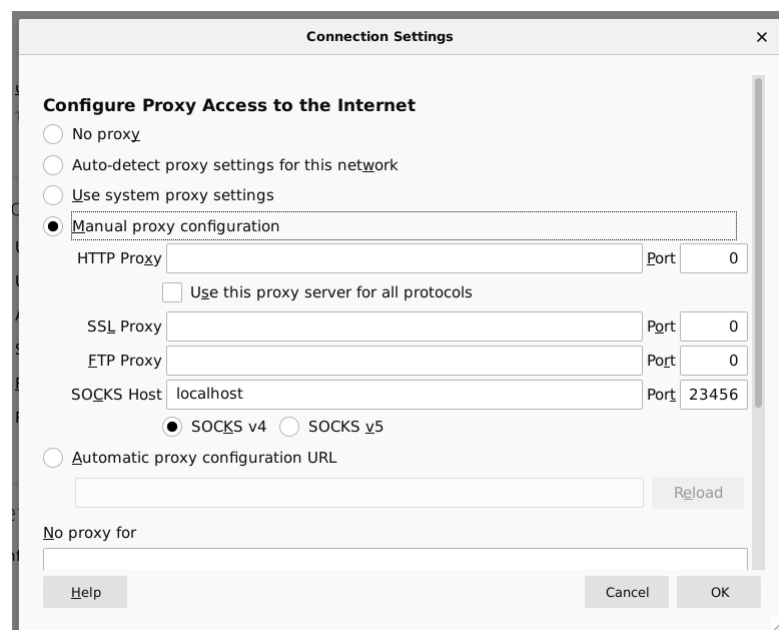 Connection Settings ×
Configure Proxy Access to the Internet
No proxy
Auto-detect proxy settings for this network
Use system proxy settings
Manual proxy configuration
HTTP Proxy Port 0
Use this proxy server for all protocols
SSL Proxy Port 0
FTP Proxy Port 0
SOCKS Host localhost Port 23456
SOCKS v4 SOCKS v5
Automatic proxy configuration URL
Reload
No proxy for
Help Cancel OK